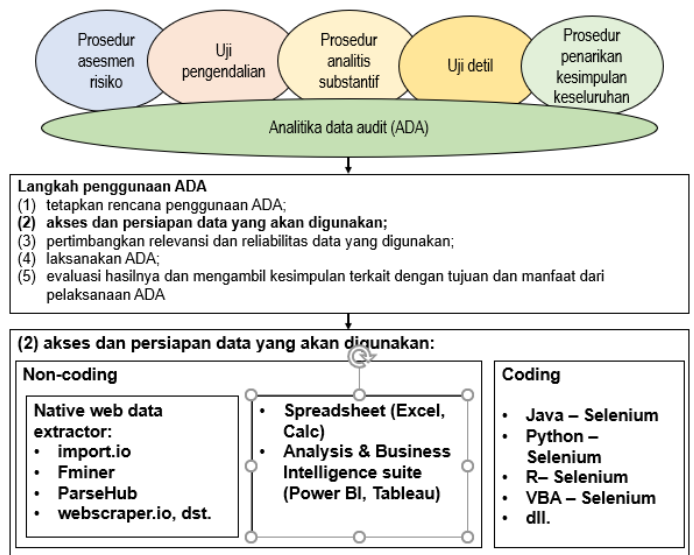 Prosedur
asesmen
risiko
Uji
pengendalian
Prosedur
analitis
substantif
Uji detil
Prosedur
penarikan
kesimpulan
keseluruhan
Analitika data audit (ADA)
Langkah penggunaan ADA
(1) tetapkan rencana penggunaan ADA;
(2) akses dan persiapan data yang akan digunakan;
(3) pertimbangkan relevansi dan reliabilitas data yang digunakan;
(4) laksanakan ADA;
(5) evaluasi hasilnya dan mengambil kesimpulan terkait dengan tujuan dan manfaat dari
pelaksanaan ADA
(2) akses dan persiapan data yang akan digunakan:
Non-coding
Native web data
extractor:
• import.io
• Fminer
• ParseHub
• webscraper.io, dst.
• Spreadsheet (Excel,
Calc)
• Analysis & Business
Intelligence suite
(Power BI, Tableau)
Coding
• Java – Selenium
• Python –
Selenium
• R– Selenium
• VBA – Selenium
• dll.